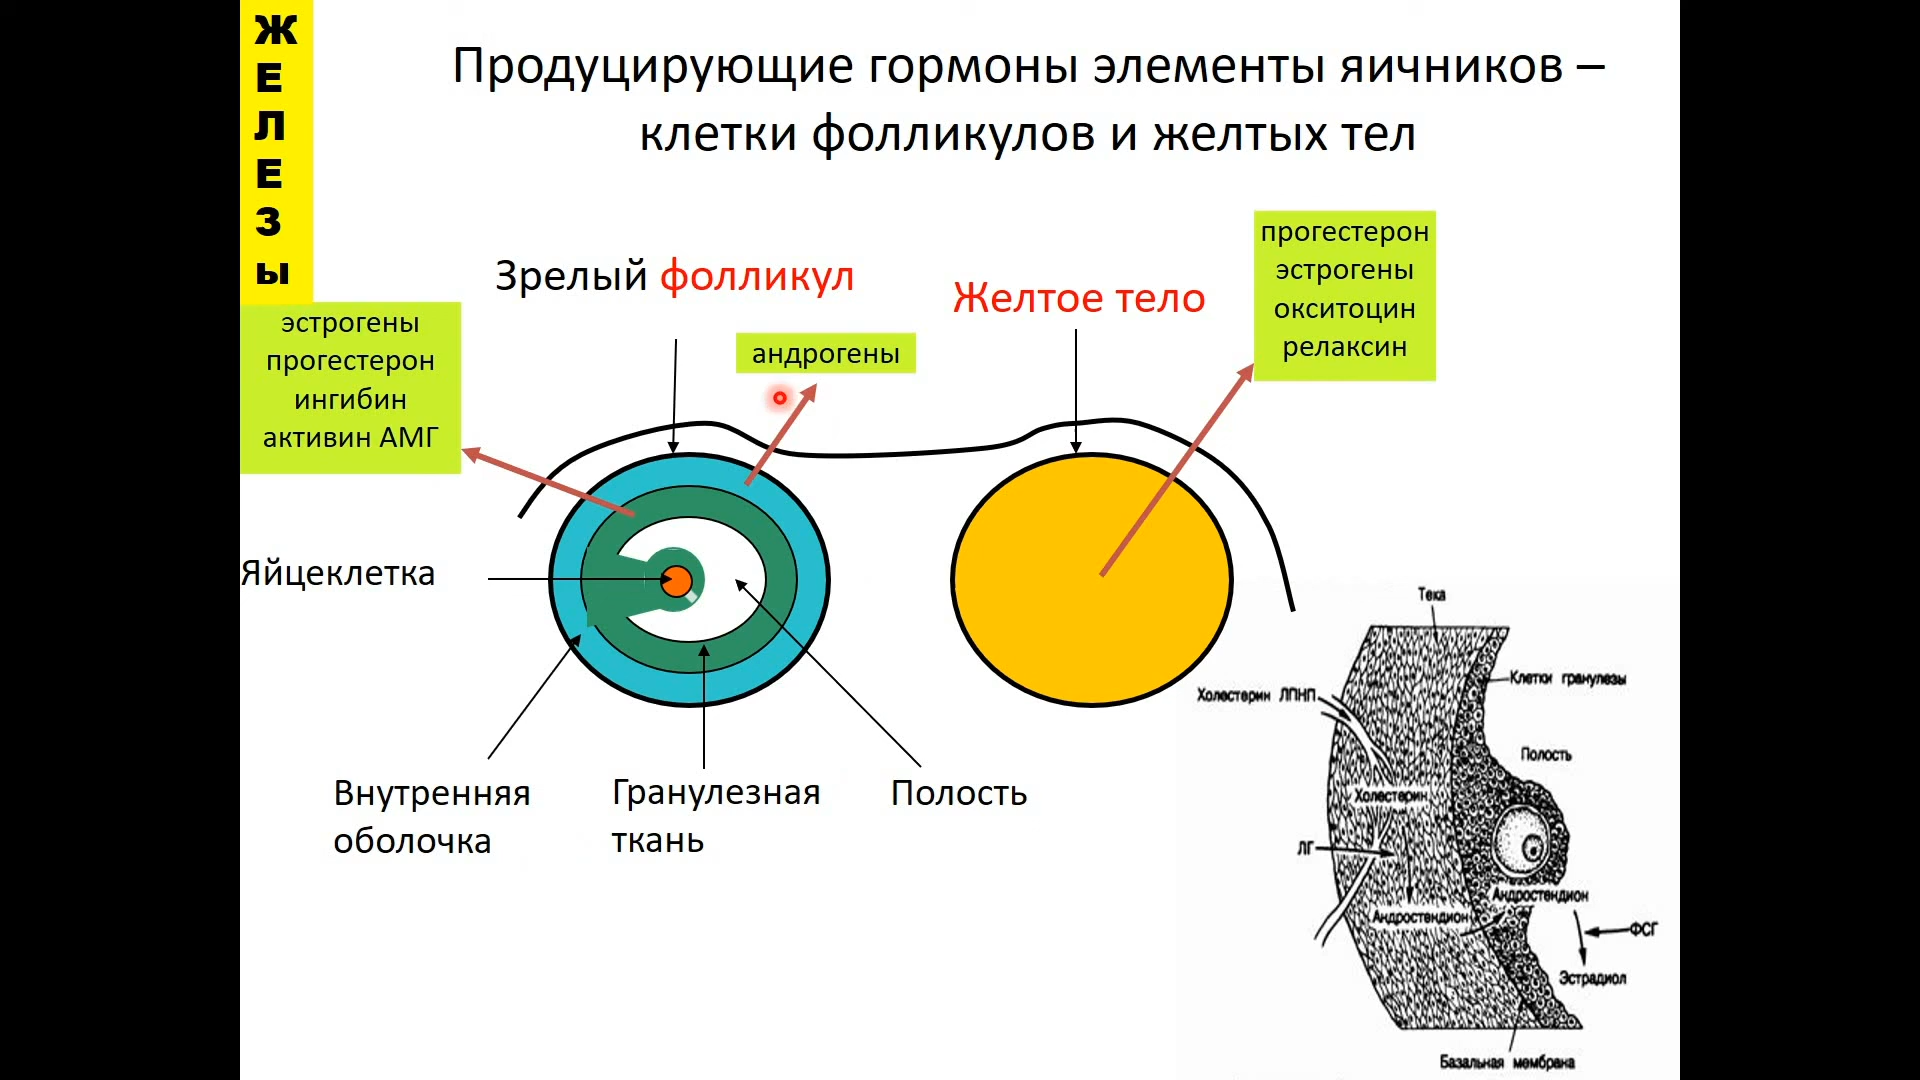 Ж
Е
Л
Е
З
ы
Продуцирующие гормоны элементы яичников –
клетки фолликулов и желтых тел
прогестерон
эстрогены
окситоцин
релаксин
Зрелый фолликул
Желтое тело
эстрогены
прогестерон
ингибин
активин АМГ
андрогены
Яйцеклетка
Внутренняя
оболочка
Гранулезная
ткань
Полость
Тека
Клетки гранулезы
Холестерин ЛПНП
Полость
Холестерин
ЛГ
Андростендион
Андростендион
ФСГ
Эстрадиол
Базальная мембрана